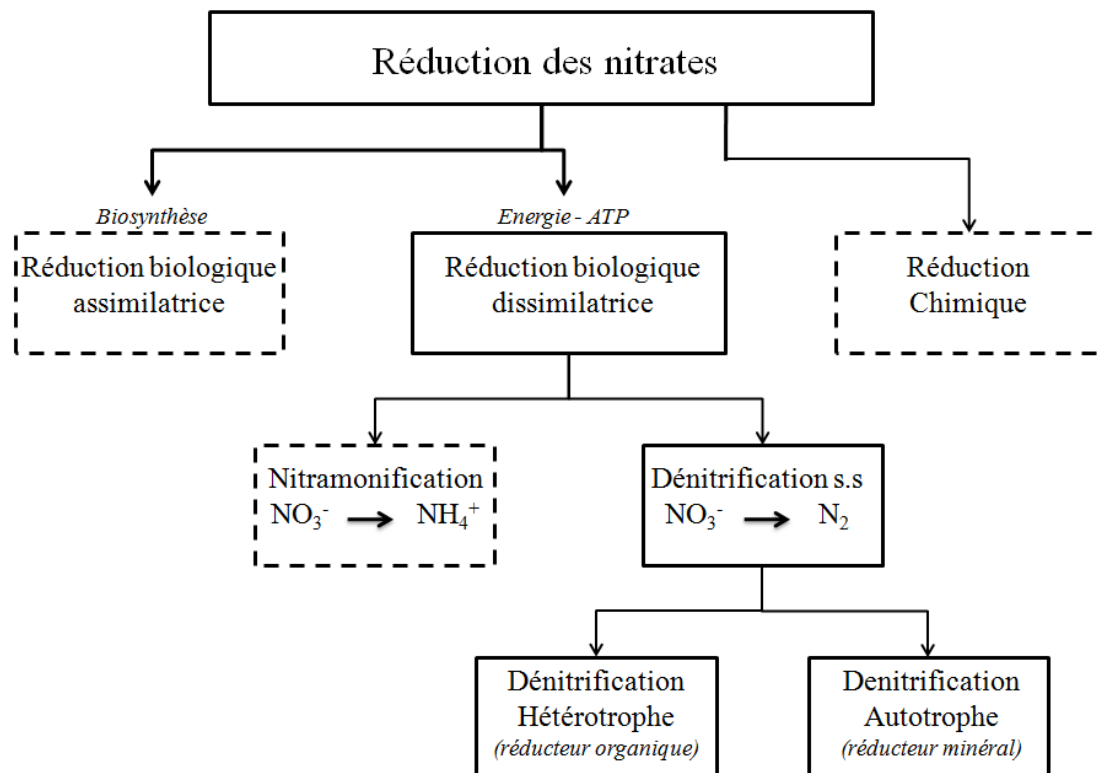 Réduction des nitrates
Biosynthèse
Energie - ATP
Réduction biologique
assimilatrice
Réduction biologique
dissimilatrice
Réduction
Chimique
Nitramonification
NO₃⁻ → NH₄⁺
Dénitrification s.s
NO₃⁻ → N₂
Dénitrification
Hétérotrophe
(réducteur organique)
Denitrification
Autotrophe
(réducteur minéral)